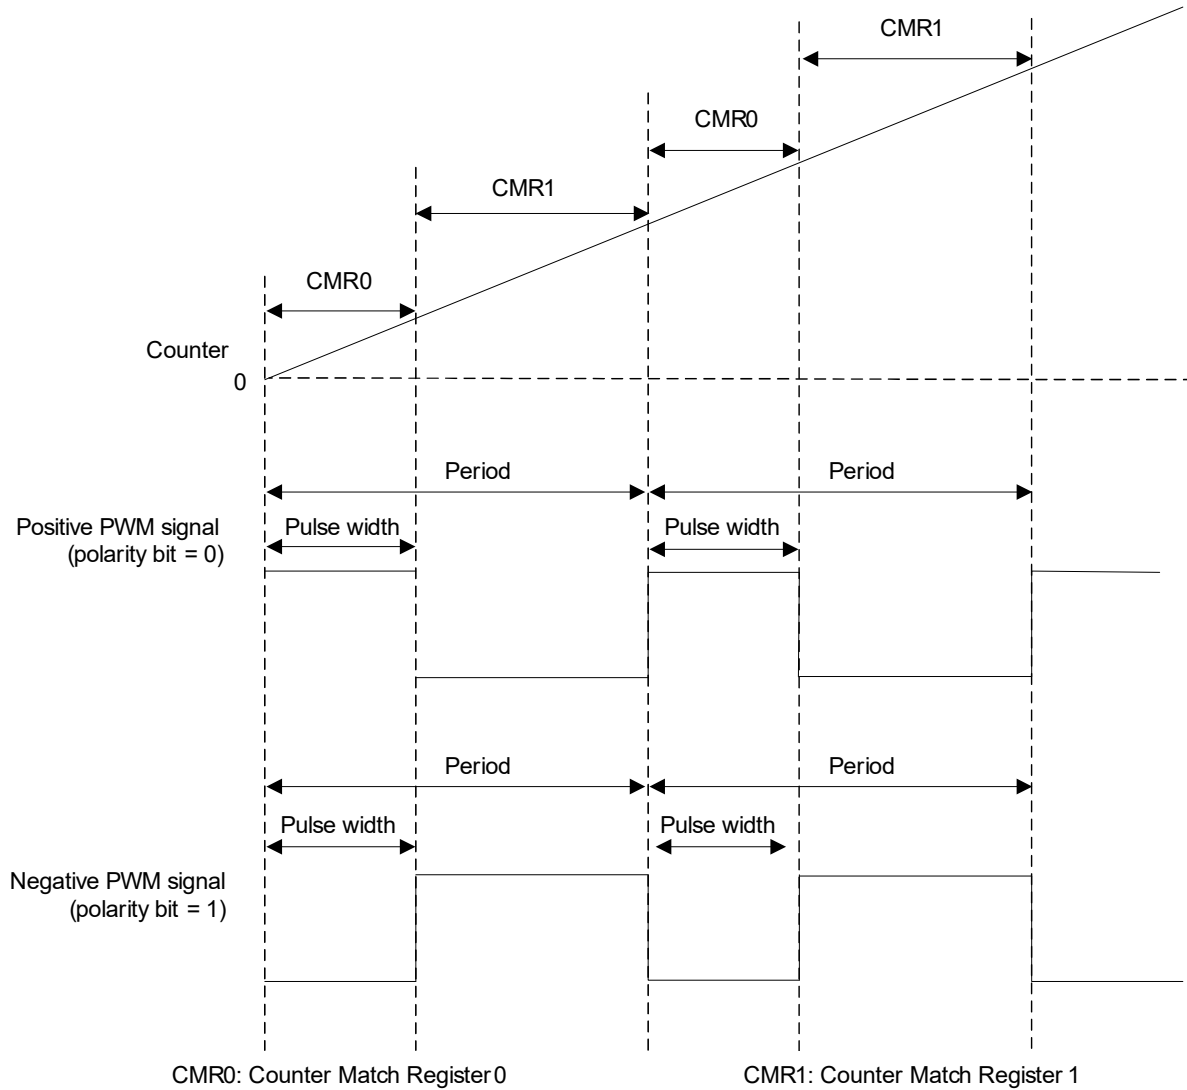 CMR1
CMR0
CMR1
CMR0
Counter
0
Period
Period
Positive PWM signal
(polarity bit = 0)
Pulse width
Pulse width
Period
Period
Pulse width
Pulse width
Negative PWM signal
(polarity bit = 1)
CMR0: Counter Match Register 0
CMR1: Counter Match Register 1